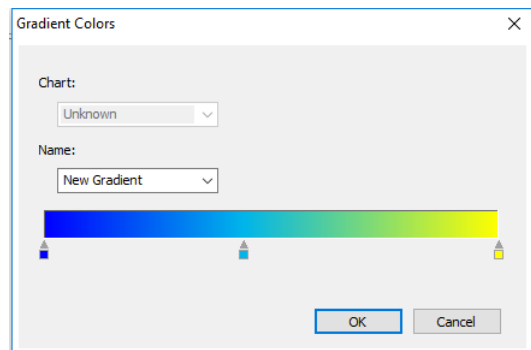 Gradient Colors
Chart:
Unknown
Name:
New Gradient
OK
Cancel